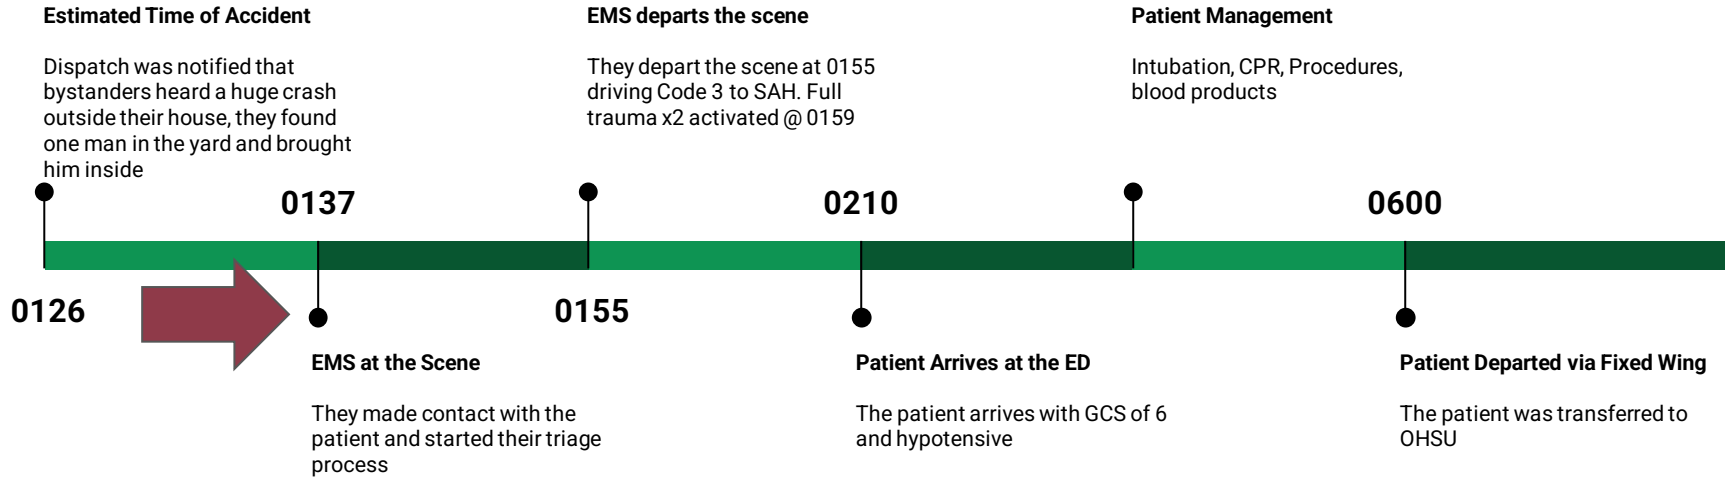 Estimated Time of Accident
Dispatch was notified that
bystanders heard a huge crash
outside their house, they found
one man in the yard and brought
him inside
EMS departs the scene
They depart the scene at 0155
driving Code 3 to SAH. Full
trauma x2 activated @ 0159
Patient Management
Intubation, CPR, Procedures,
blood products
0137
0210
0600
0126
0155
EMS at the Scene
They made contact with the
patient and started their triage
process
Patient Arrives at the ED
The patient arrives with GCS of 6
and hypotensive
Patient Departed via Fixed Wing
The patient was transferred to
OHSU